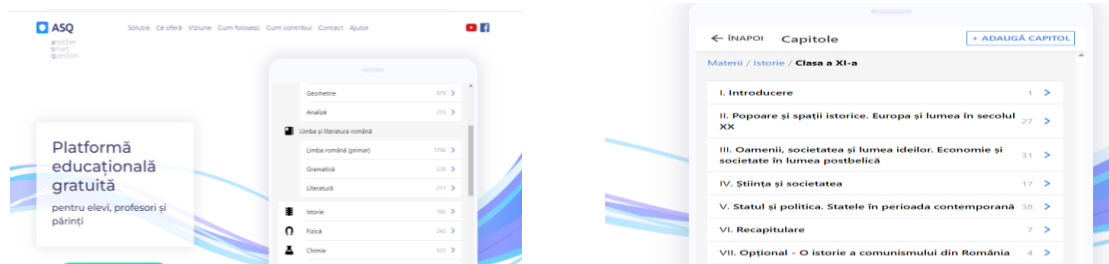 ASQ
another
smart
question
Soluție Ce oferă Viziune Cum folosesc Cum contribui Contact Ajutor
Platformă
educațională
gratuită
pentru elevi, profesori și
părinți
Geometrie 879
Analiză 215
Limba și literatura română
Limba română (primar) 1756
Gramatică 228
Literatură 211
Istorie 792
Fizică 242
Chimie 527
← ÎNAPOI Capitole + ADAUGĂ CAPITOL
Materii / Istorie / Clasa a XI-a
I. Introducere 1
II. Popoare și spații istorice. Europa și lumea în secolul
XX 27
III. Oamenii, societatea și lumea ideilor. Economie și
societate în lumea postbelică 31
IV. Știința și societatea 17
V. Statul și politica. Statele în perioada contemporană 38
VI. Recapitulare 7
VII. Opțional - O istorie a comunismului din România 4